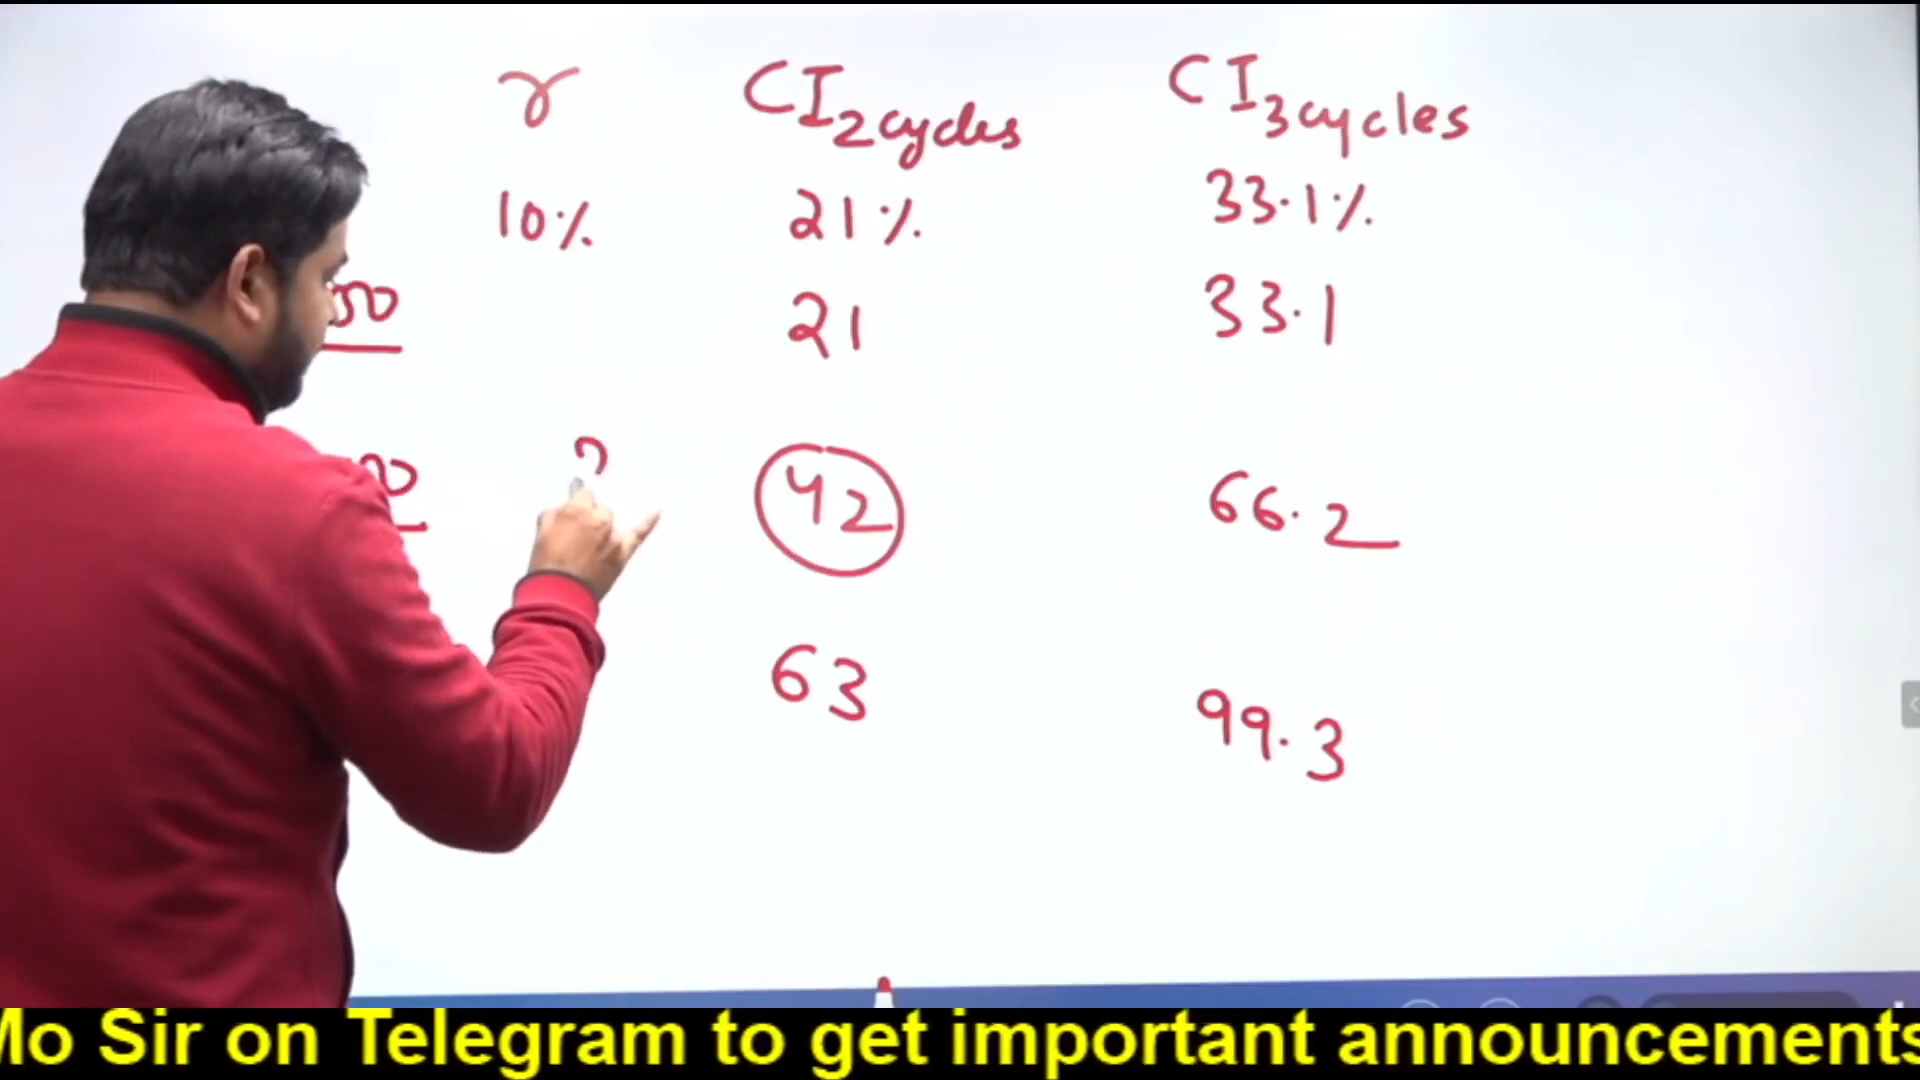 r CI2cycles CI3cycles
10% 21% 33.1%
21 33.1
? 42 66.2
63 99.3
Mo Sir on Telegram to get important announcements